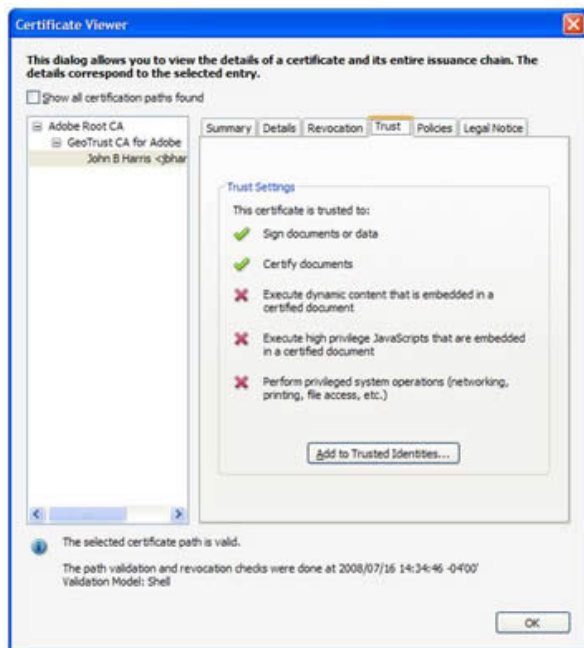 Certificate Viewer
This dialog allows you to view the details of a certificate and its entire issuance chain. The
details correspond to the selected entry.
Show all certification paths found
Adobe Root CA
GeoTrust CA for Adobe
John B Harris <jbhar
Summary Details Revocation Trust Policies Legal Notice
Trust Settings
This certificate is trusted to:
Sign documents or data
Certify documents
Execute dynamic content that is embedded in a
certified document
Execute high privilege JavaScripts that are embedded
in a certified document
Perform privileged system operations (networking,
printing, file access, etc.)
Add to Trusted Identities...
The selected certificate path is valid.
The path validation and revocation checks were done at 2008/07/16 14:34:46 -04'00'
Validation Model: Shell
OK